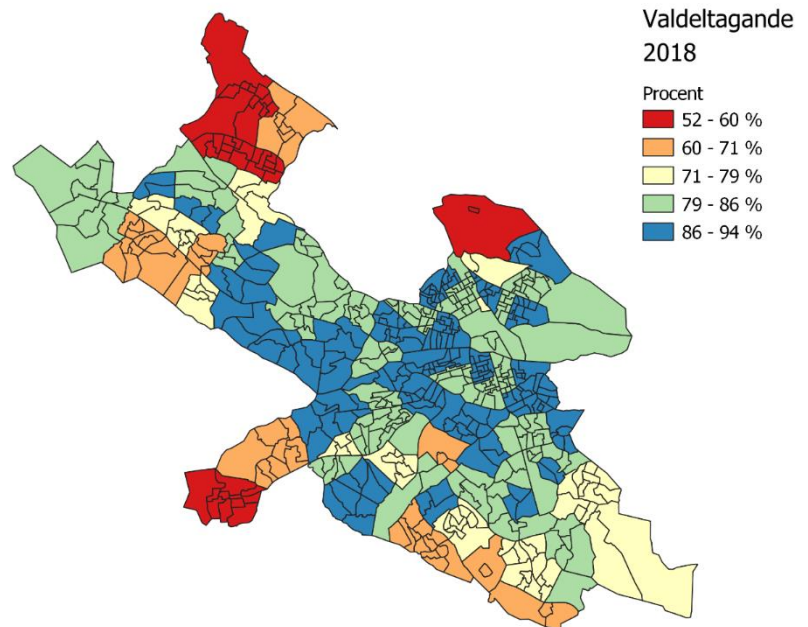 Valdeltagande
2018
Procent
52 - 60 %
60 - 71 %
71 - 79 %
79 - 86 %
86 - 94 %